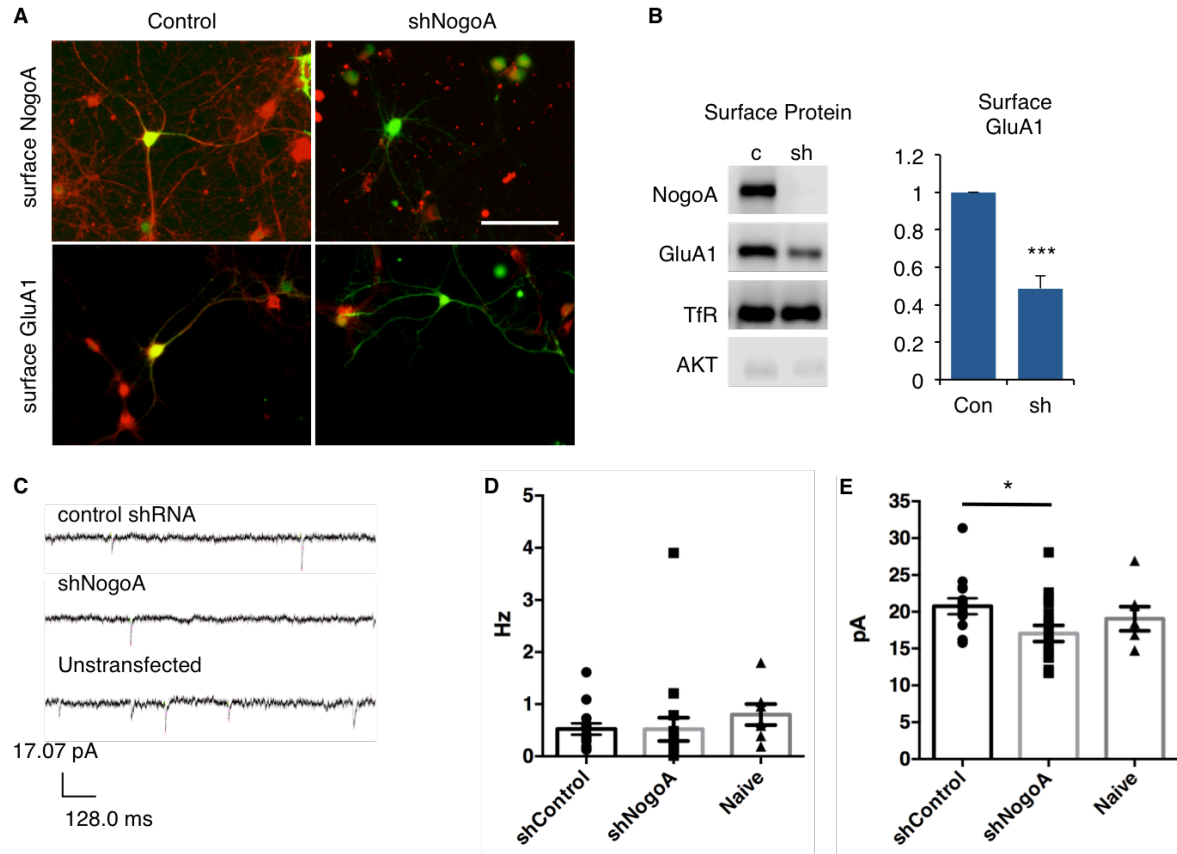 A
Control
shNogoA
surface NogoA
surface GluA1
B
Surface Protein
c sh
NogoA
GluA1
TfR
AKT
Surface
GluA1
1.2
1
0.8
0.6
0.4
0.2
0
***
Con sh
C
control shRNA
shNogoA
Unstransfected
17.07 pA
128.0 ms
D
Hz
5
4
3
2
1
0
shControl
shNogoA
Naive
E
pA
*
35
30
25
20
15
10
5
0
shControl
shNogoA
Naive